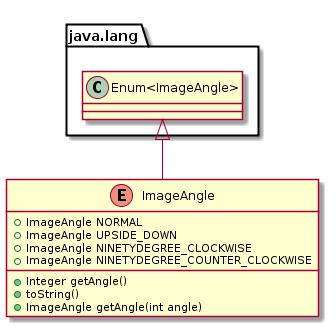 java.lang
C Enum<ImageAngle>
E ImageAngle
ImageAngle NORMAL
ImageAngle UPSIDE_DOWN
ImageAngle NINETYDEGREE_CLOCKWISE
ImageAngle NINETYDEGREE_COUNTER_CLOCKWISE
Integer getAngle()
toString()
ImageAngle getAngle(int angle)